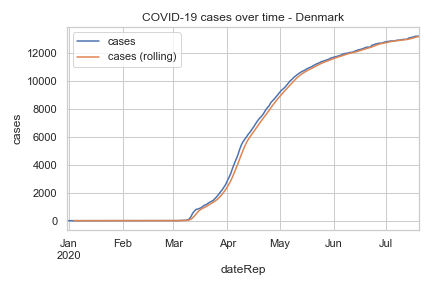 COVID-19 cases over time - Denmark
cases
cases (rolling)
12000
10000
8000
6000
4000
2000
0
cases
Jan Feb Mar Apr May Jun Jul
2020
dateRep